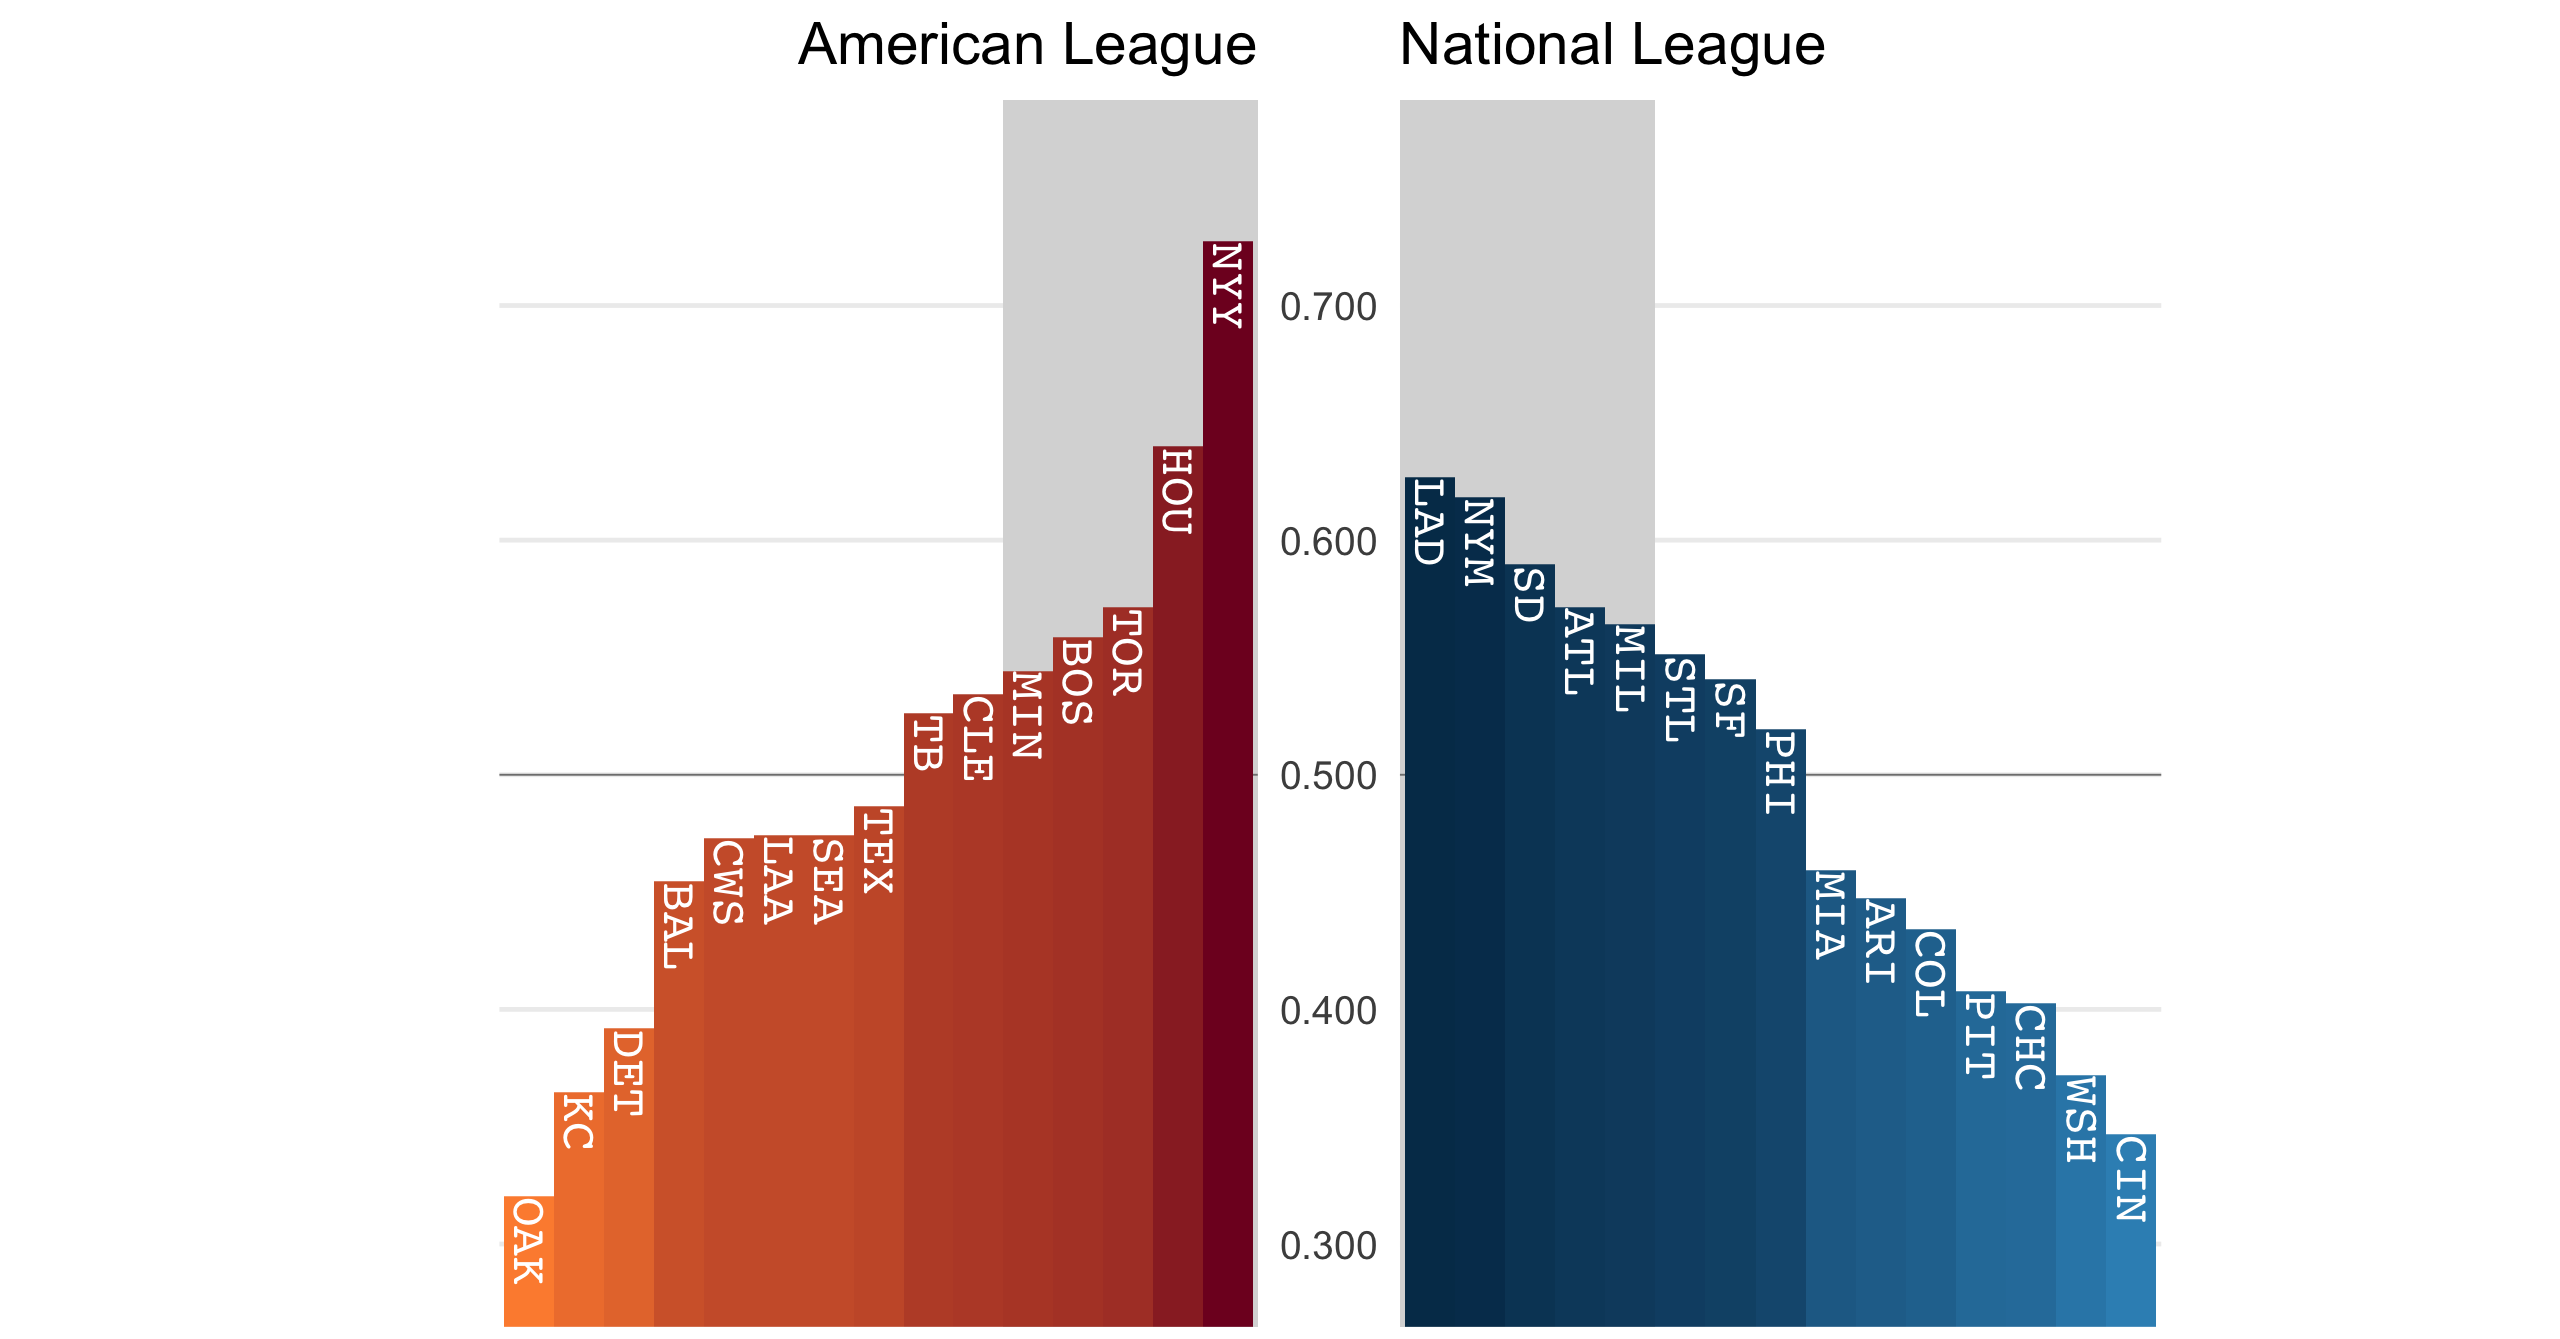 American League
National League
0.700
0.600
0.500
0.400
0.300
OAK
KC
DET
BAL
CWS
LAA
SEA
TEX
TB
CLE
MIN
BOS
TOR
HOU
NYY
LAD
NYM
SD
ATL
MIL
STL
SF
PHI
MIA
ARI
COL
PIT
CHC
WSH
CIN